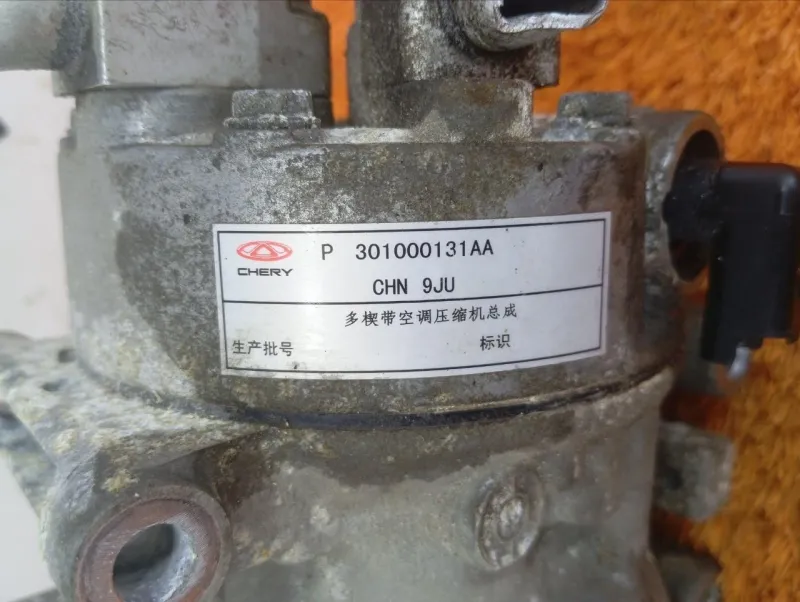 P 301000131AA
CHERY
CHN 9JU
多楔带空调压缩机总成
生产批号 标识